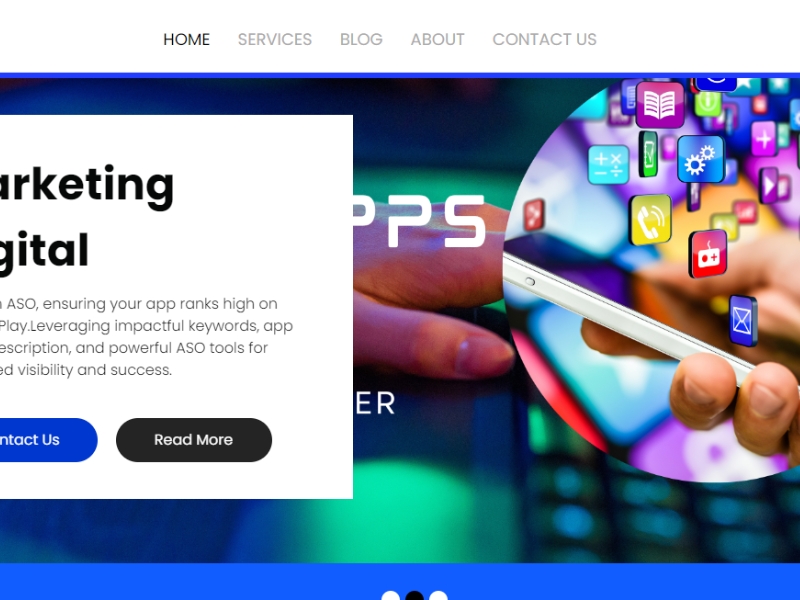 HOME SERVICES BLOG ABOUT CONTACT US
arketing
gital
ASO, ensuring your app ranks high on
Play.Leveraging impactful keywords, app
escription, and powerful ASO tools for
ed visibility and success.
ntact Us Read More
PPS
ER